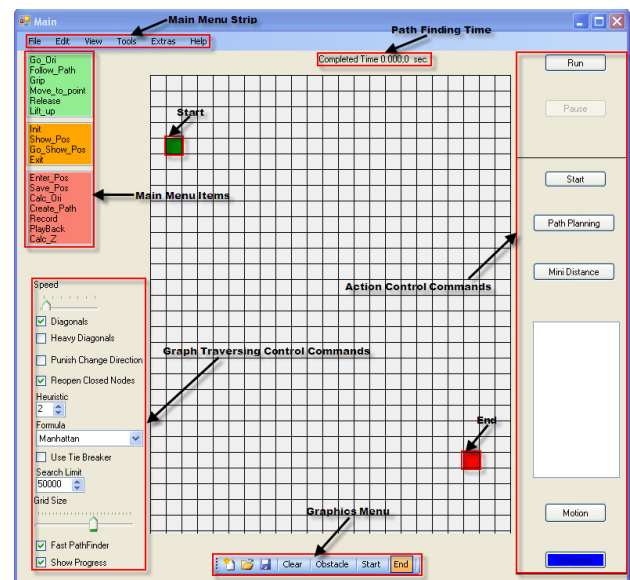 Main
Main Menu Strip
Path Finding Time
File Edit View Tools Extras Help
Completed Time 0.000,0 sec.
Go_Ori
Follow_Path
Grip
Move_to_point
Release
Lift_up
Init
Show_Pos
Go_Show_Pos
Exit
Enter_Pos
Save_Pos
Calc_Ori
Create_Path
Record
PlayBack
Calc_Z
Main Menu Items
Start
Run
Pause
Start
Path Planning
Mini Distance
Action Control Commands
Speed
Diagonals
Heavy Diagonals
Punish Change Direction
Reopen Closed Nodes
Heuristic
2
Formula
Manhattan
Use Tie Breaker
Search Limit
50000
Grid Size
Fast PathFinder
Show Progress
Graph Traversing Control Commands
End
Graphics Menu
Clear Obstacle Start End
Motion